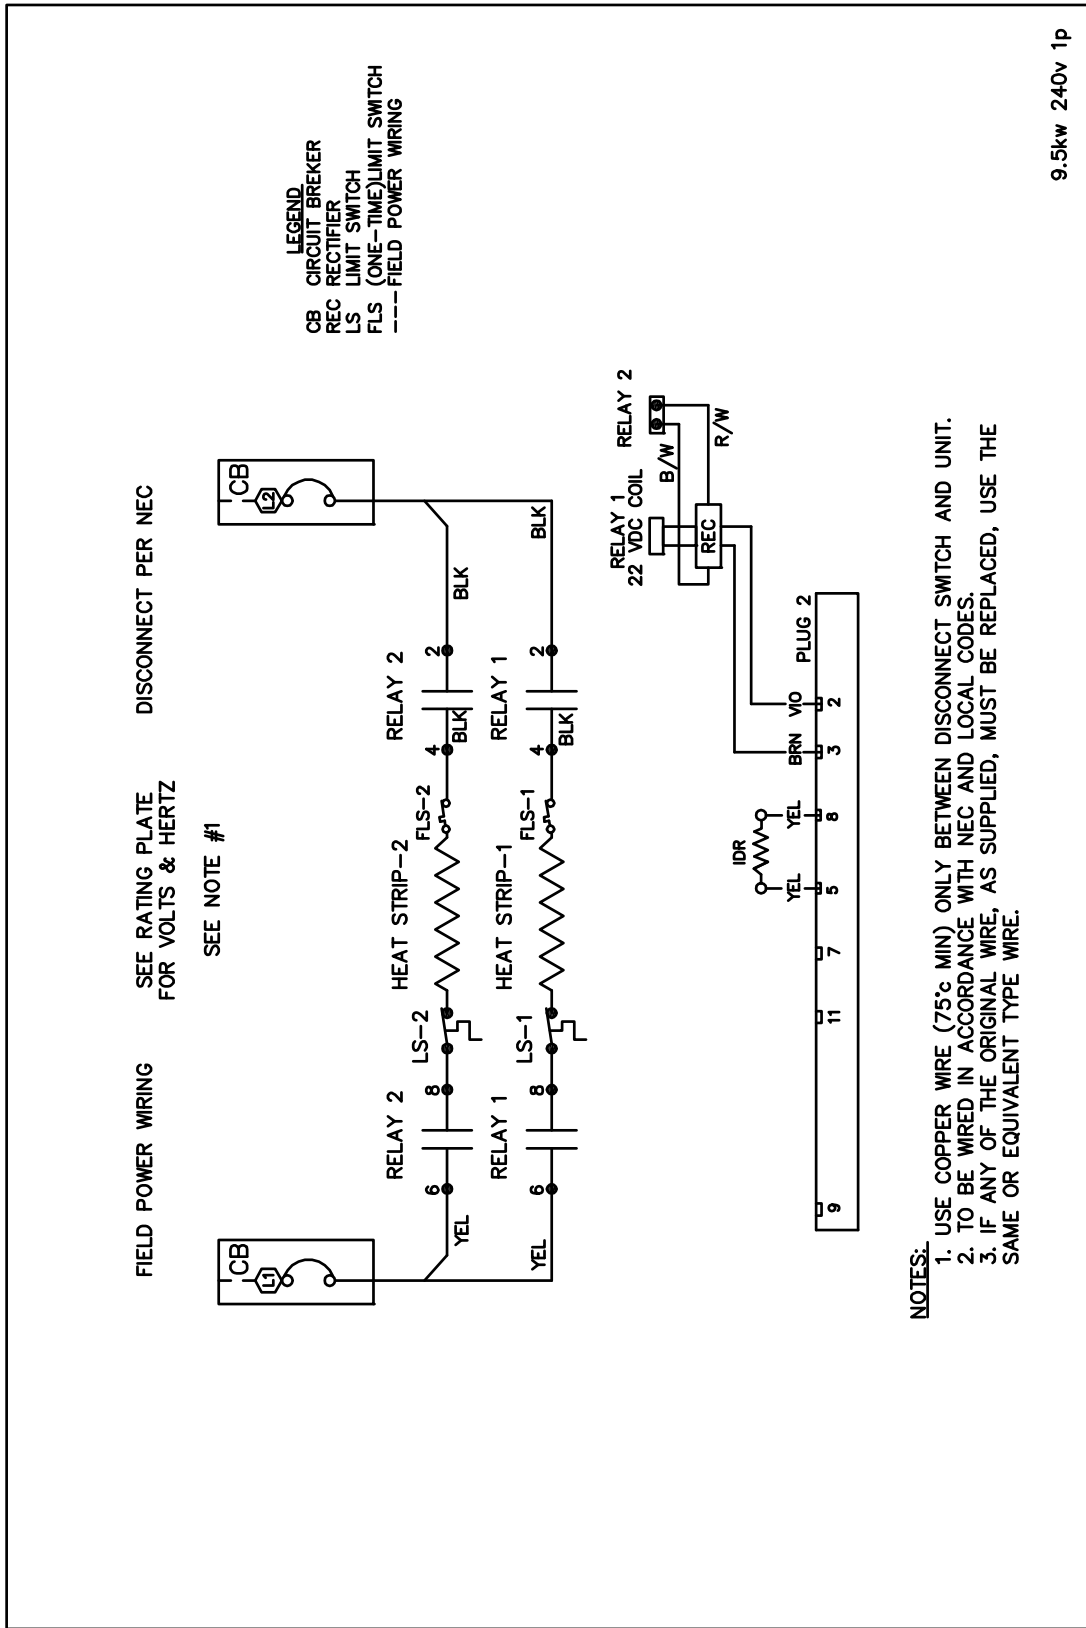 FIELD POWER WIRING
SEE RATING PLATE
FOR VOLTS & HERTZ
DISCONNECT PER NEC
SEE NOTE #1
CB
L1
CB
L2
LEGEND
CB CIRCUIT BREKER
REC RECTIFIER
LS LIMIT SWITCH
FLS (ONE-TIME)LIMIT SWITCH
---FIELD POWER WIRING
RELAY 2
LS-2
HEAT STRIP-2
FLS-2
RELAY 2
6
8
4
2
YEL
BLK
BLK
RELAY 1
LS-1
HEAT STRIP-1
FLS-1
RELAY 1
6
8
4
2
YEL
BLK
BLK
RELAY 1
22 VDC COIL
RELAY 2
B/W
R/W
REC
IDR
YEL
YEL
BRN
VIO
PLUG 2
9
11
7
5
8
3
2
NOTES:
1. USE COPPER WIRE (75°c MIN) ONLY BETWEEN DISCONNECT SWITCH AND UNIT.
2. TO BE WIRED IN ACCORDANCE WITH NEC AND LOCAL CODES.
3. IF ANY OF THE ORIGINAL WIRE, AS SUPPLIED, MUST BE REPLACED, USE THE
SAME OR EQUIVALENT TYPE WIRE.
9.5kw 240v 1p